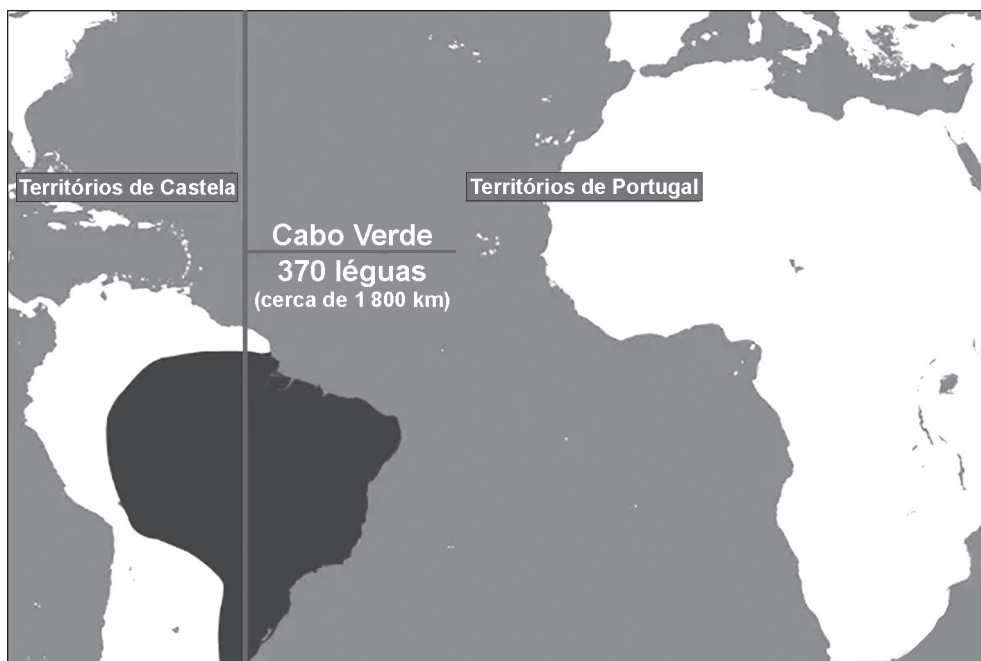 Territórios de Castela
Territórios de Portugal
Cabo Verde
370 léguas
(cerca de 1 800 km)